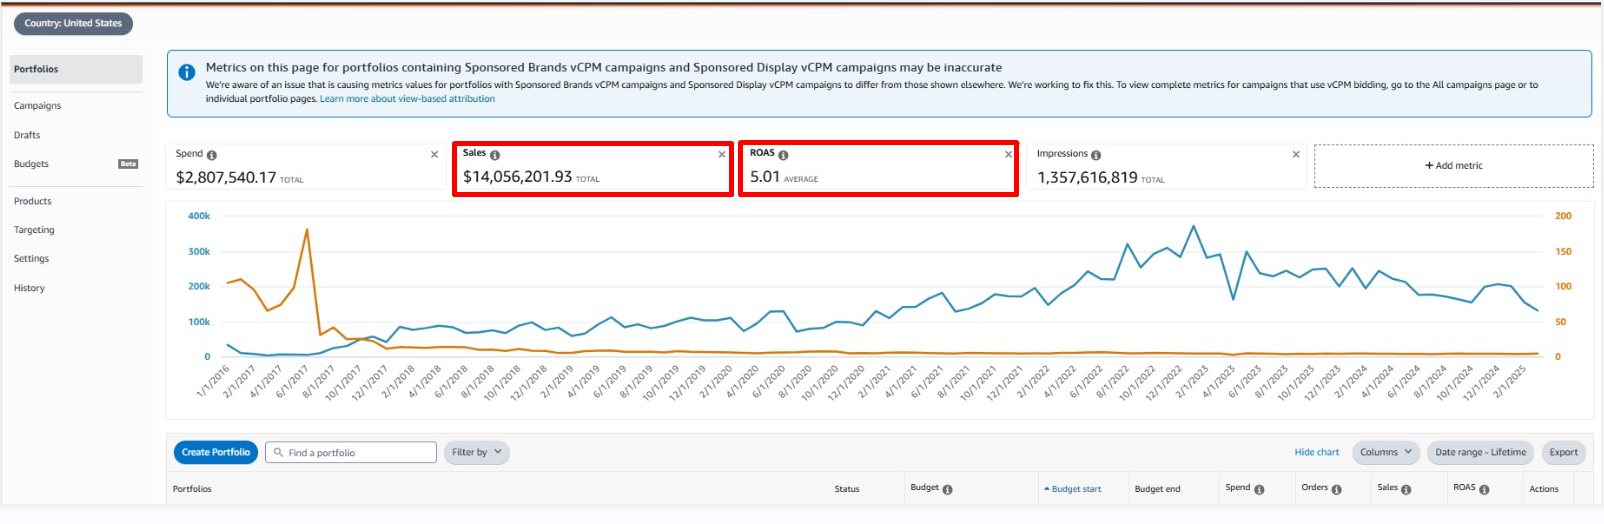 Country: United States
Portfolios
Campaigns
Drafts
Budgets Beta
Products
Targeting
Settings
History
Metrics on this page for portfolios containing Sponsored Brands vCPM campaigns and Sponsored Display vCPM campaigns may be inaccurate
We're aware of an issue that is causing metrics values for portfolios with Sponsored Brands vCPM campaigns and Sponsored Display vCPM campaigns to differ from those shown elsewhere. We're working to fix this. To view complete metrics for campaigns that use vCPM bidding, go to the All campaigns page or to
individual portfolio pages. Learn more about view-based attribution
Spend
$2,807,540.17 TOTAL
Sales
$14,056,201.93 TOTAL
ROAS
5.01 AVERAGE
Impressions
1,357,616,819 TOTAL
+ Add metric
400k
300k
200k
100k
0
200
150
100
50
0
1/1/2016
2/1/2017
4/1/2017
6/1/2017
8/1/2017
10/1/2017
12/1/2017
2/1/2018
4/1/2018
6/1/2018
8/1/2018
10/1/2018
12/1/2018
2/1/2019
4/1/2019
6/1/2019
8/1/2019
10/1/2019
12/1/2019
2/1/2020
4/1/2020
6/1/2020
8/1/2020
10/1/2020
12/1/2020
2/1/2021
4/1/2021
6/1/2021
8/1/2021
10/1/2021
12/1/2021
2/1/2022
4/1/2022
6/1/2022
8/1/2022
10/1/2022
12/1/2022
2/1/2023
4/1/2023
6/1/2023
8/1/2023
10/1/2023
12/1/2023
2/1/2024
4/1/2024
6/1/2024
8/1/2024
10/1/2024
12/1/2024
2/1/2025
Create Portfolio
Find a portfolio
Filter by
Hide chart
Columns
Date range - Lifetime
Export
Portfolios
Status
Budget
Budget start
Budget end
Spend
Orders
Sales
ROAS
Actions